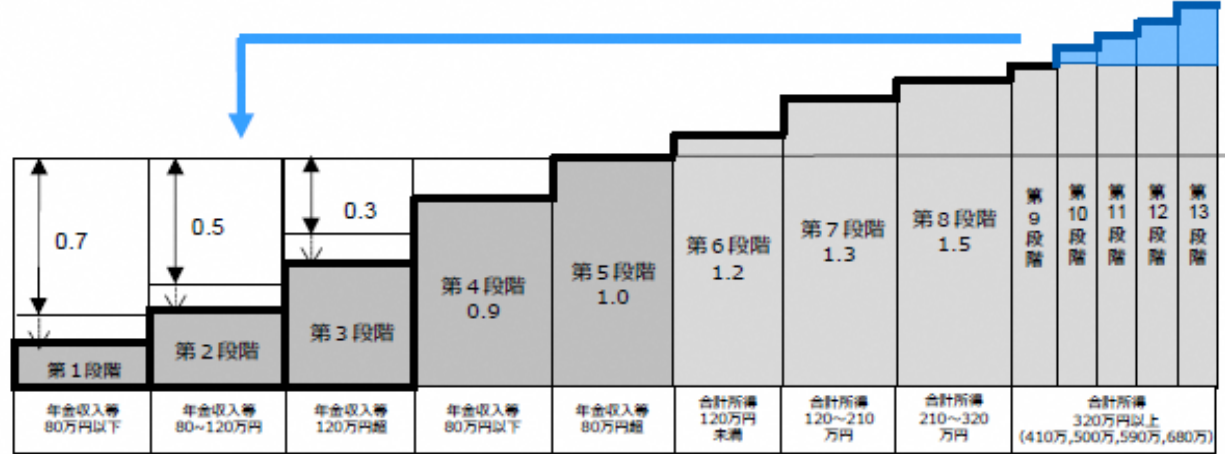 0.7
0.5
0.3
第1段階
第2段階
第3段階
第4段階
0.9
第5段階
1.0
第6段階
1.2
第7段階
1.3
第8段階
1.5
第9段階
第10段階
第11段階
第12段階
第13段階
年金収入等
80万円以下
年金収入等
80~120万円
年金収入等
120万円超
年金収入等
80万円以下
年金収入等
80万円超
合計所得
120万円
未満
合計所得
120~210
万円
合計所得
210~320
万円
合計所得
320万円以上
(410万,500万,590万,680万)